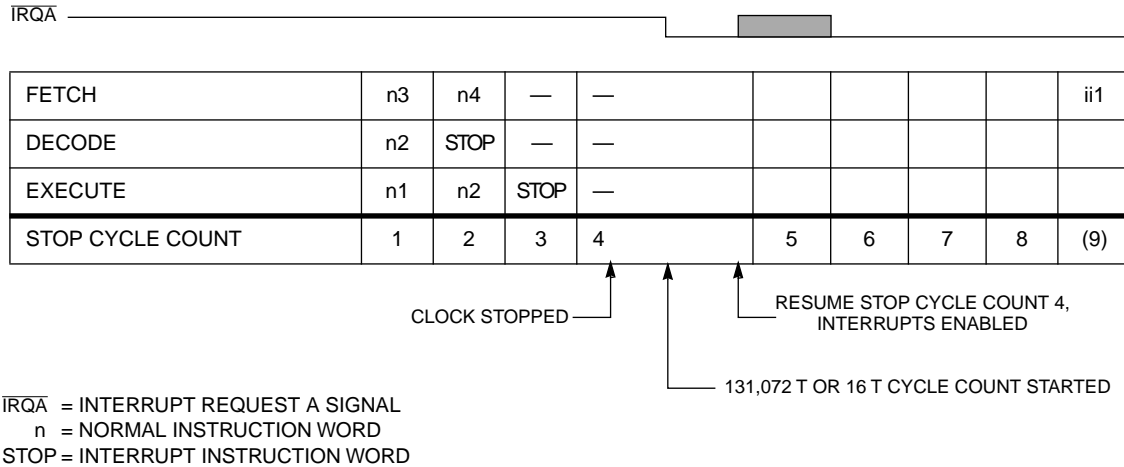 IRQA
FETCH n3 n4 — — ii1
DECODE n2 STOP — —
EXECUTE n1 n2 STOP —
STOP CYCLE COUNT 1 2 3 4 5 6 7 8 (9)
CLOCK STOPPED
RESUME STOP CYCLE COUNT 4,
INTERRUPTS ENABLED
131,072 T OR 16 T CYCLE COUNT STARTED
IRQA = INTERRUPT REQUEST A SIGNAL
n = NORMAL INSTRUCTION WORD
STOP = INTERRUPT INSTRUCTION WORD